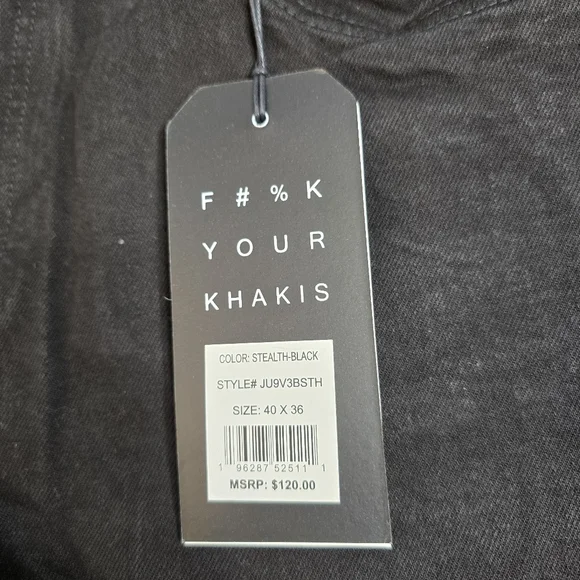 F#%K
YOUR
KHAKIS
COLOR: STEALTH-BLACK
STYLE# JU9V3BSTH
SIZE: 40 X 36
1 96287 52511 1
MSRP: $120.00